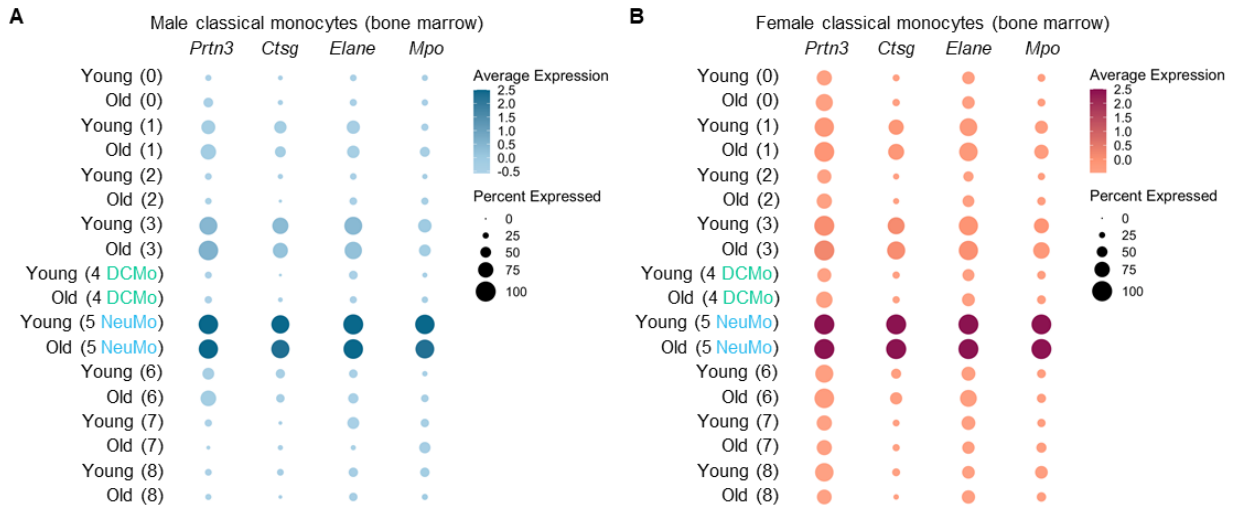 A
Male classical monocytes (bone marrow)
Prtn3 Ctsg Elane Mpo
Young (0)
Old (0)
Young (1)
Old (1)
Young (2)
Old (2)
Young (3)
Old (3)
Young (4 DCMo)
Old (4 DCMo)
Young (5 NeuMo)
Old (5 NeuMo)
Young (6)
Old (6)
Young (7)
Old (7)
Young (8)
Old (8)
Average Expression
2.5
2.0
1.5
1.0
0.5
0.0
-0.5
Percent Expressed
0
25
50
75
100
B
Female classical monocytes (bone marrow)
Prtn3 Ctsg Elane Mpo
Young (0)
Old (0)
Young (1)
Old (1)
Young (2)
Old (2)
Young (3)
Old (3)
Young (4 DCMo)
Old (4 DCMo)
Young (5 NeuMo)
Old (5 NeuMo)
Young (6)
Old (6)
Young (7)
Old (7)
Young (8)
Old (8)
Average Expression
2.5
2.0
1.5
1.0
0.5
0.0
Percent Expressed
0
25
50
75
100